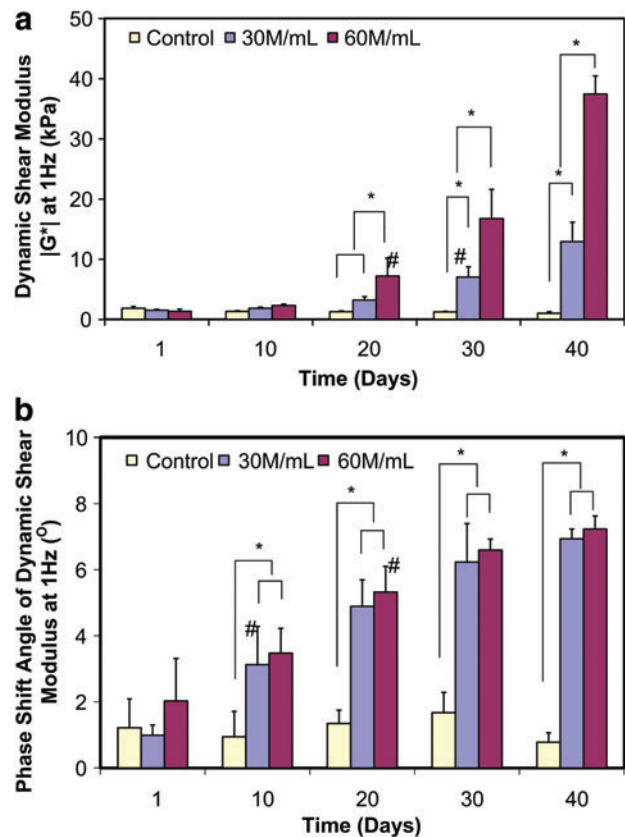 a
50
40
30
20
10
0
Dynamic Shear Modulus
|G*| at 1Hz (kPa)
Control 30M/mL 60M/mL
*
*
*
*
*
#
#
1 10 20 30 40
Time (Days)
b
10
8
6
4
2
0
Phase Shift Angle of Dynamic Shear
Modulus at 1Hz (O)
Control 30M/mL 60M/mL
*
*
*
*
#
#
1 10 20 30 40
Time (Days)